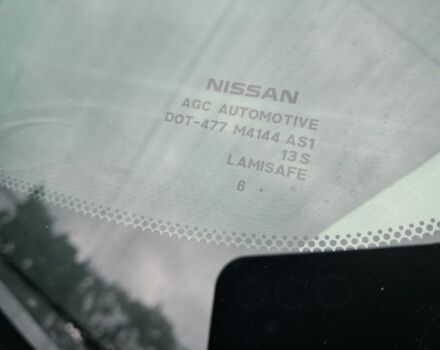 NISSAN
AGC AUTOMOTIVE
DOT-477 M4144 AS1
13 S
LAMISAFE
6 .